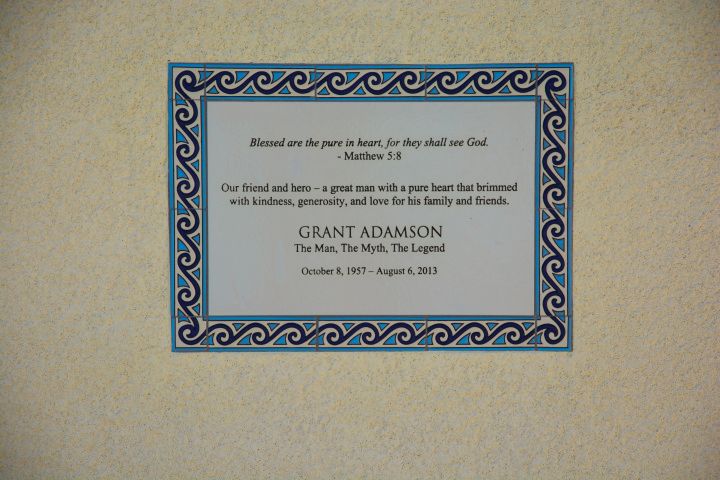 Blessed are the pure in heart, for they shall see God.
- Matthew 5:8
Our friend and hero – a great man with a pure heart that brimmed
with kindness, generosity, and love for his family and friends.
GRANT ADAMSON
The Man, The Myth, The Legend
October 8, 1957 – August 6, 2013